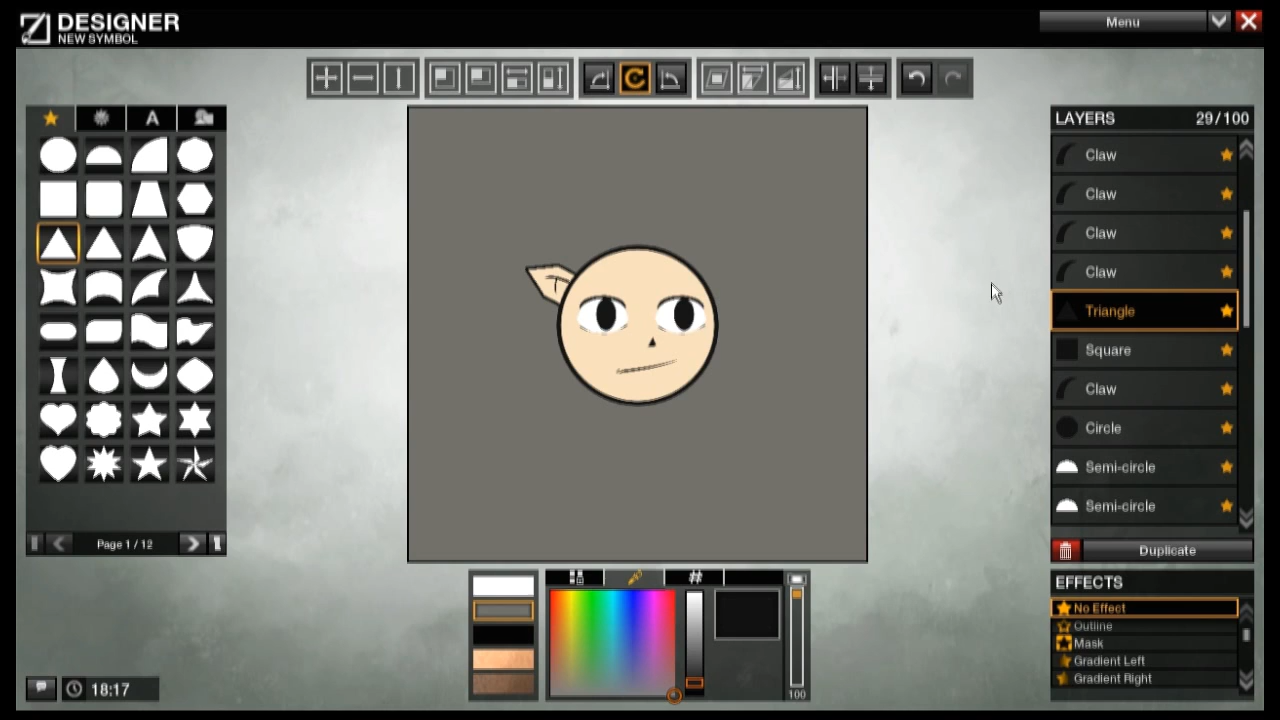 DESIGNER
NEW SYMBOL
Menu
A
LAYERS 29/100
Claw
Claw
Claw
Claw
Triangle
Square
Claw
Circle
Semi-circle
Semi-circle
Page 1 / 12
Duplicate
#
EFFECTS
No Effect
Outline
Mask
Gradient Left
Gradient Right
18:17
100